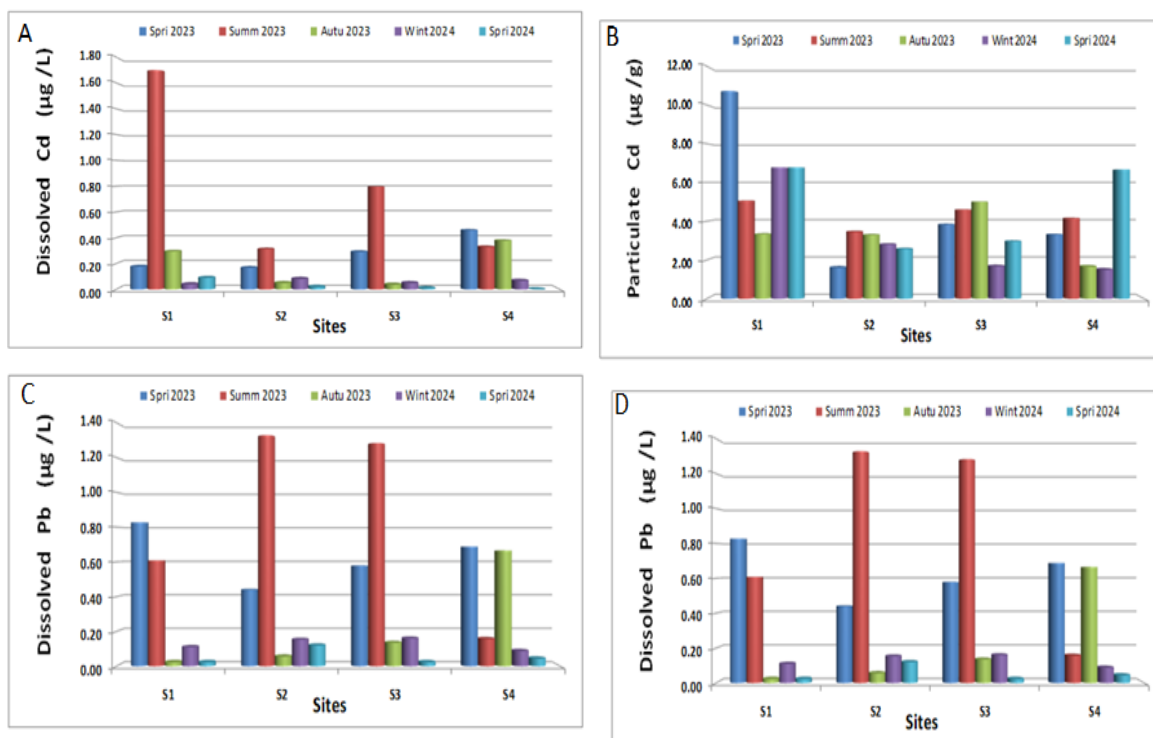 A
Spri 2023 Summ 2023 Autu 2023 Wint 2024 Spri 2024
Dissolved Cd (µg /L)
1.80
1.60
1.40
1.20
1.00
0.80
0.60
0.40
0.20
0.00
S1 S2 S3 S4
Sites
B
Spri 2023 Summ 2023 Autu 2023 Wint 2024 Spri 2024
Particulate Cd (µg /g)
12.00
10.00
8.00
6.00
4.00
2.00
0.00
S1 S2 S3 S4
Sites
C
Spri 2023 Summ 2023 Autu 2023 Wint 2024 Spri 2024
Dissolved Pb (µg /L)
1.40
1.20
1.00
0.80
0.60
0.40
0.20
0.00
S1 S2 S3 S4
Sites
D
Spri 2023 Summ 2023 Autu 2023 Wint 2024 Spri 2024
Dissolved Pb (µg /L)
1.40
1.20
1.00
0.80
0.60
0.40
0.20
0.00
S1 S2 S3 S4
Sites